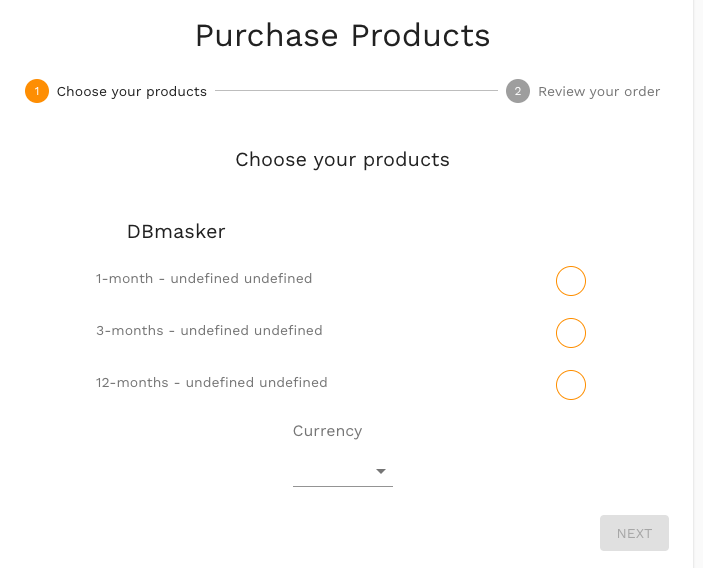 Purchase Products
1 Choose your products 2 Review your order
Choose your products
DBmasker
1-month - undefined undefined
3-months - undefined undefined
12-months - undefined undefined
Currency
NEXT